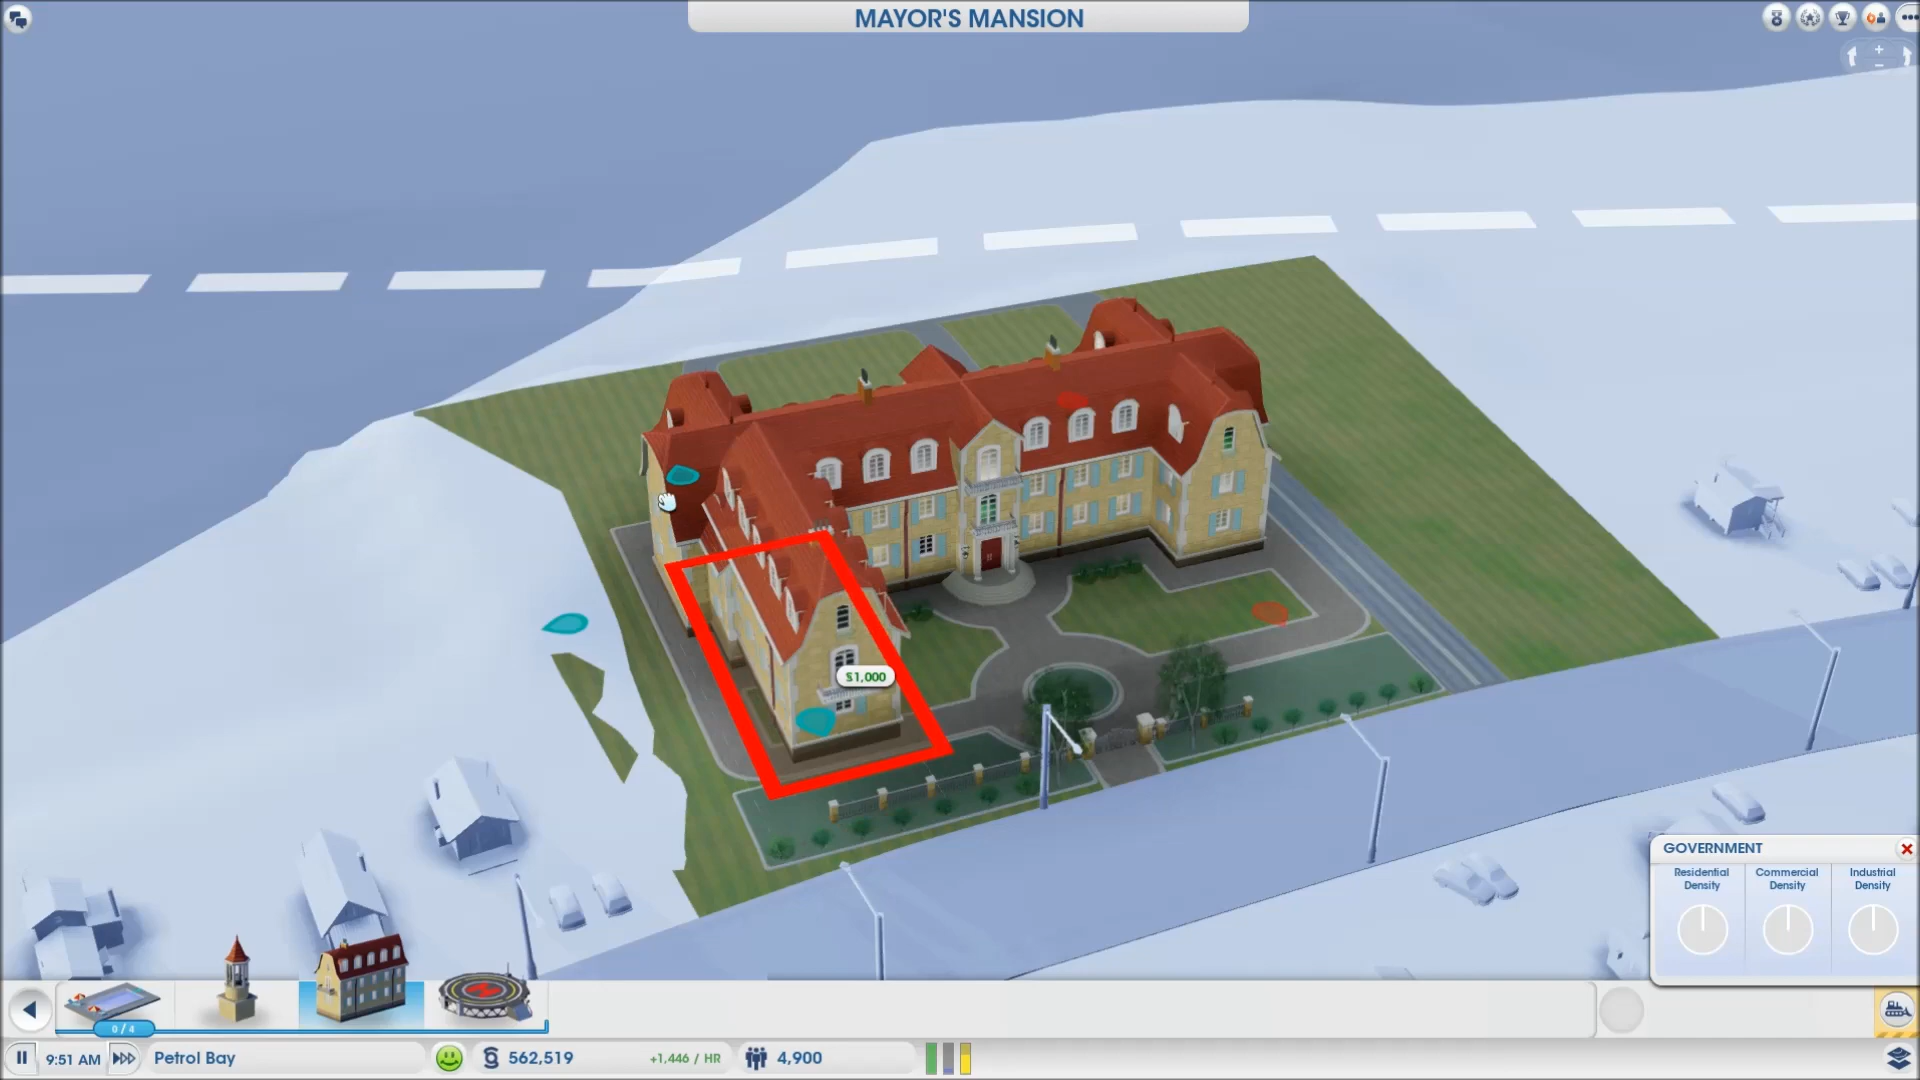 MAYOR'S MANSION
§1,000
GOVERNMENT
Residential Density
Commercial Density
Industrial Density
0 / 4
9:51 AM
Petrol Bay
562,519
+1,446 / HR
4,900